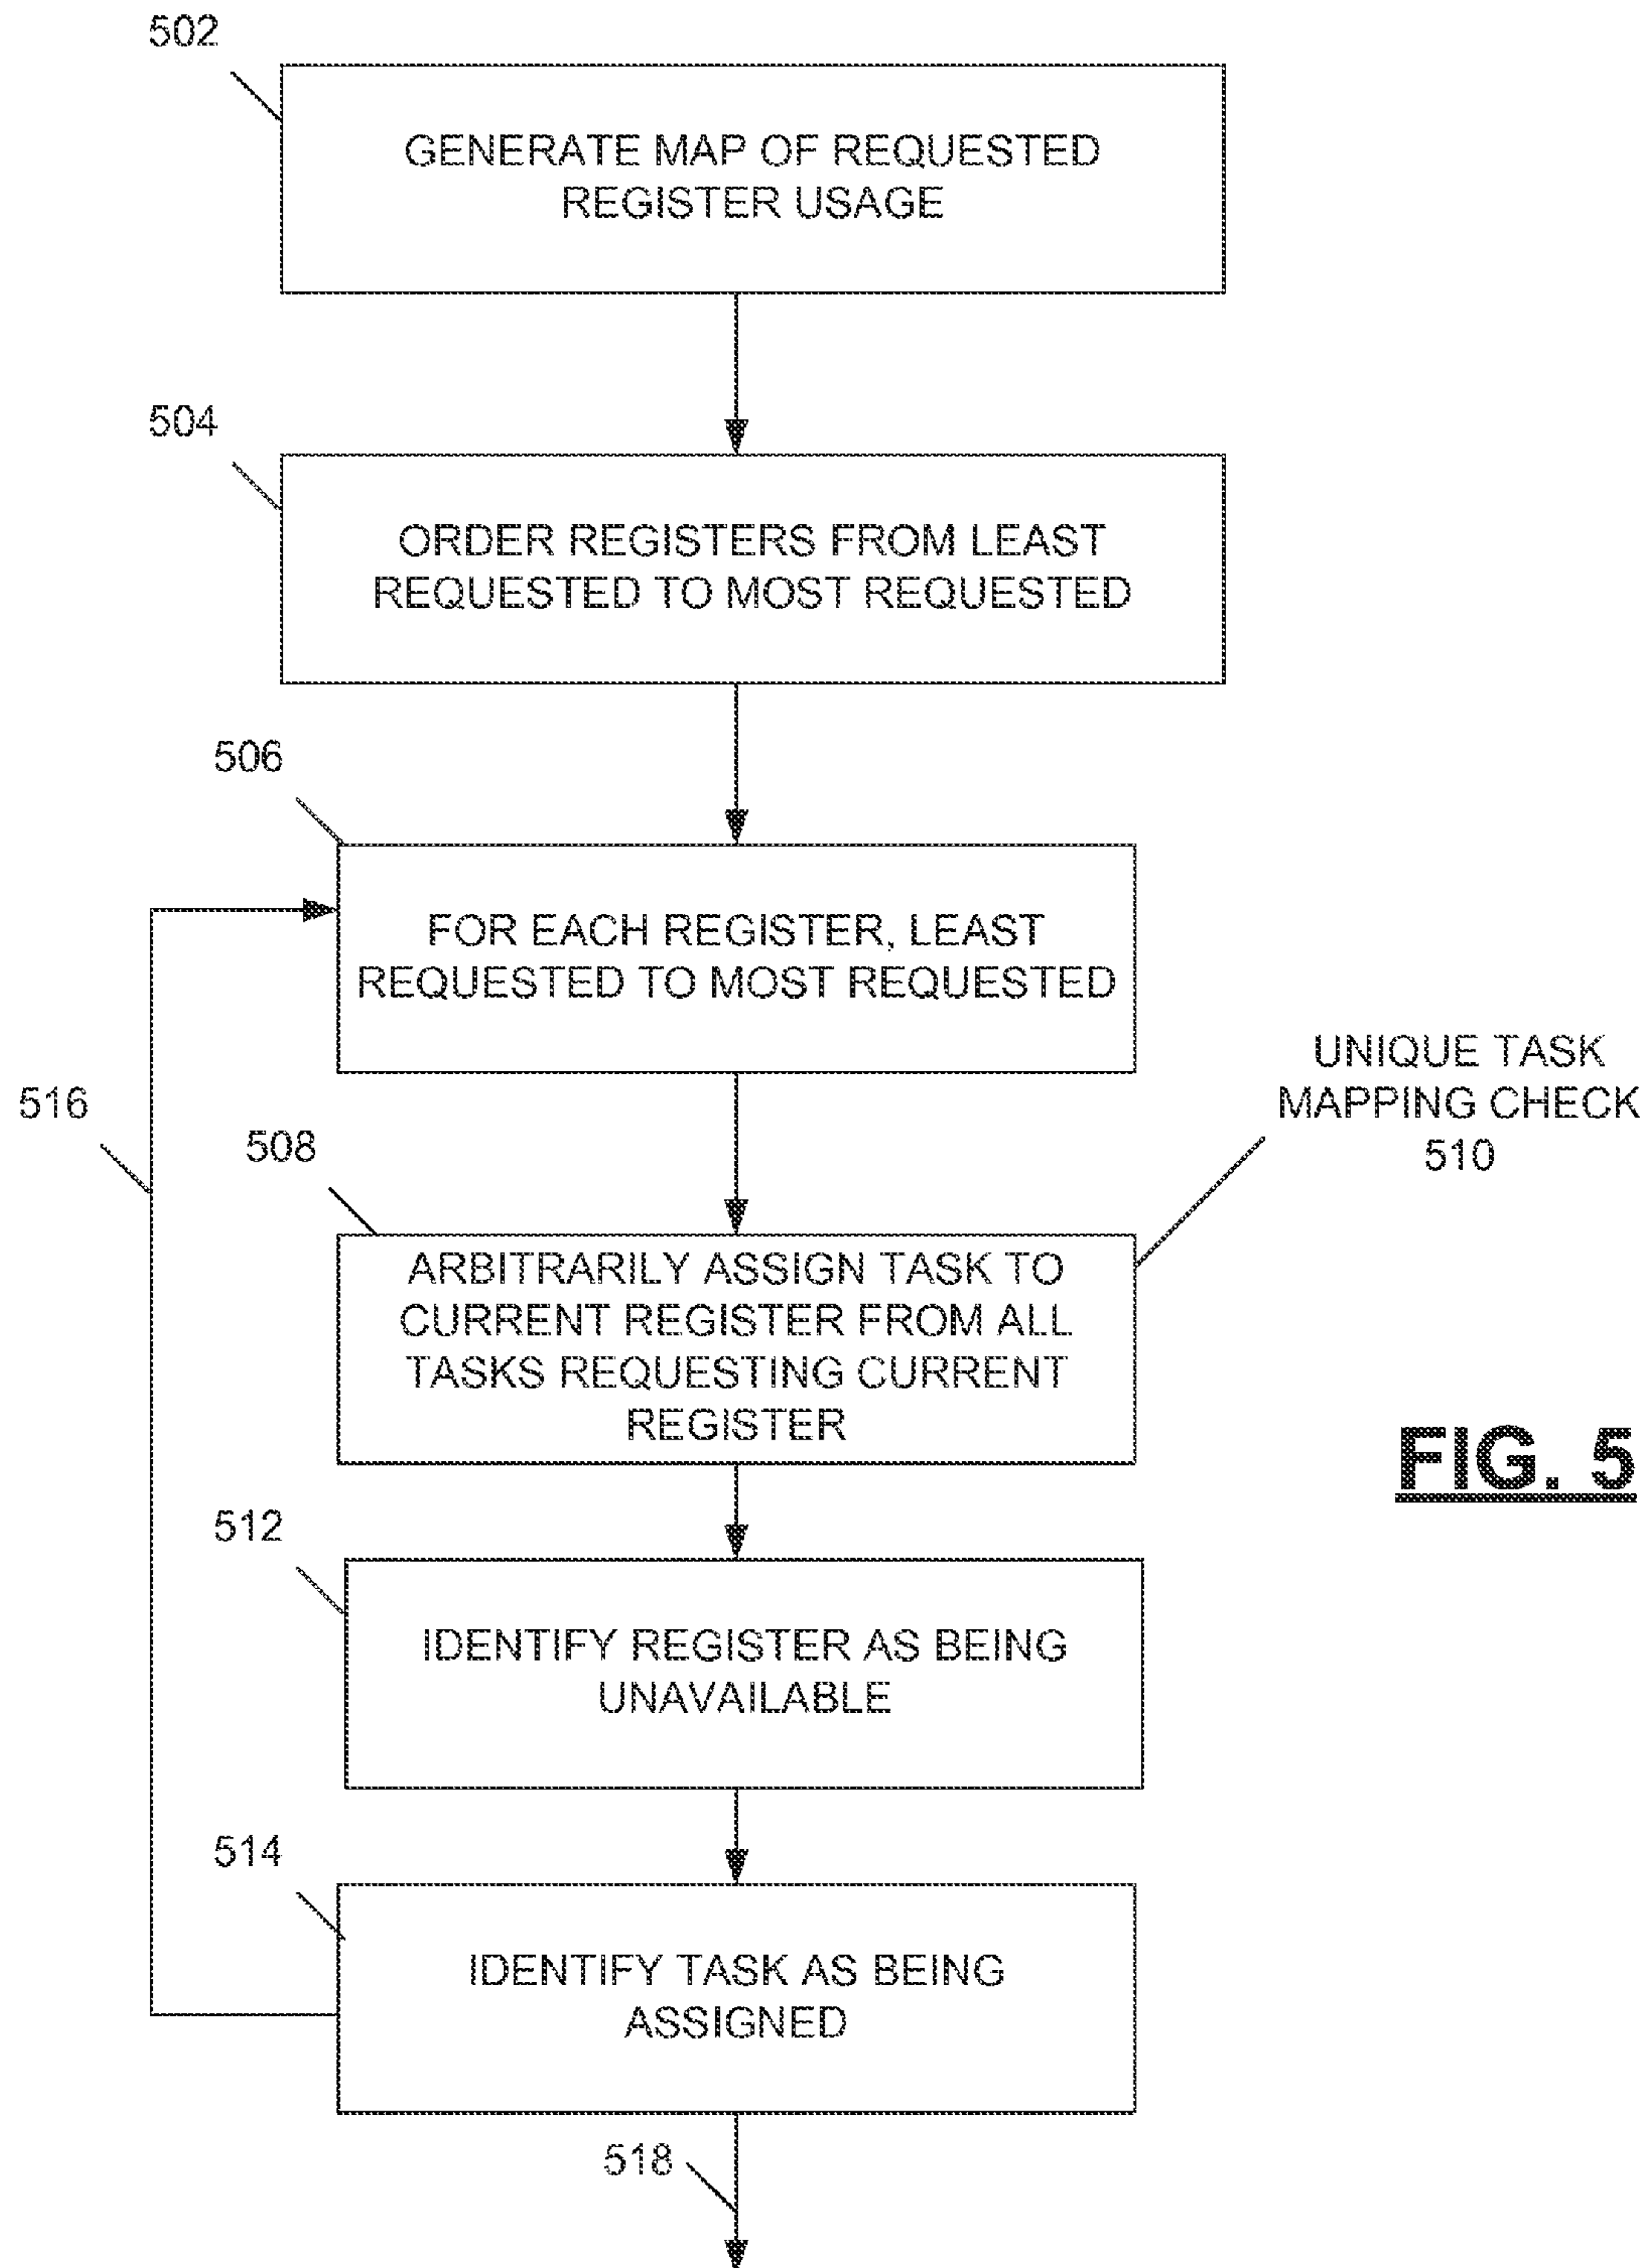 502
GENERATE MAP OF REQUESTED
REGISTER USAGE
504
ORDER REGISTERS FROM LEAST
REQUESTED TO MOST REQUESTED
506
FOR EACH REGISTER, LEAST
REQUESTED TO MOST REQUESTED
516
508
UNIQUE TASK
MAPPING CHECK
510
ARBITRARILY ASSIGN TASK TO
CURRENT REGISTER FROM ALL
TASKS REQUESTING CURRENT
REGISTER
FIG. 5
512
IDENTIFY REGISTER AS BEING
UNAVAILABLE
514
IDENTIFY TASK AS BEING
ASSIGNED
518